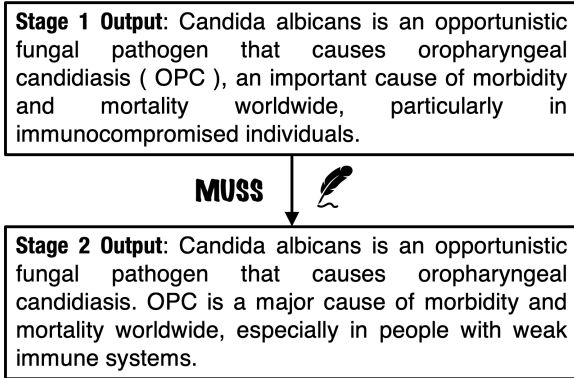 Stage 1 Output: Candida albicans is an opportunistic
fungal pathogen that causes oropharyngeal
candidiasis ( OPC ), an important cause of morbidity
and mortality worldwide, particularly in
immunocompromised individuals.
MUSS
Stage 2 Output: Candida albicans is an opportunistic
fungal pathogen that causes oropharyngeal
candidiasis. OPC is a major cause of morbidity and
mortality worldwide, especially in people with weak
immune systems.